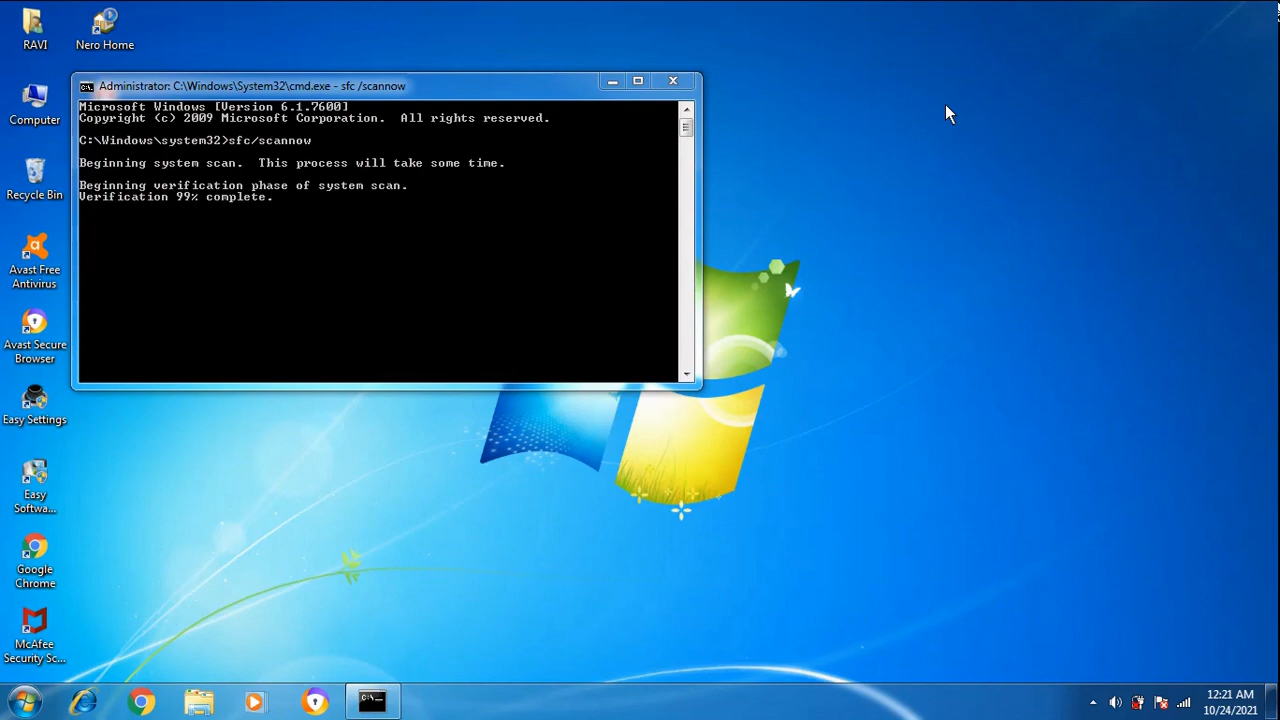 RAVI
Nero Home
Computer
Recycle Bin
Avast Free
Antivirus
Avast Secure
Browser
Easy Settings
Easy
Softwa...
Google
Chrome
McAfee
Security Sc...
Administrator: C:\Windows\System32\cmd.exe - sfc /scannow
Microsoft Windows [Version 6.1.7600]
Copyright (c) 2009 Microsoft Corporation.  All rights reserved.
C:\Windows\system32>sfc/scannow
Beginning system scan.  This process will take some time.
Beginning verification phase of system scan.
Verification 99% complete.
C:\_
12:21 AM
10/24/2021